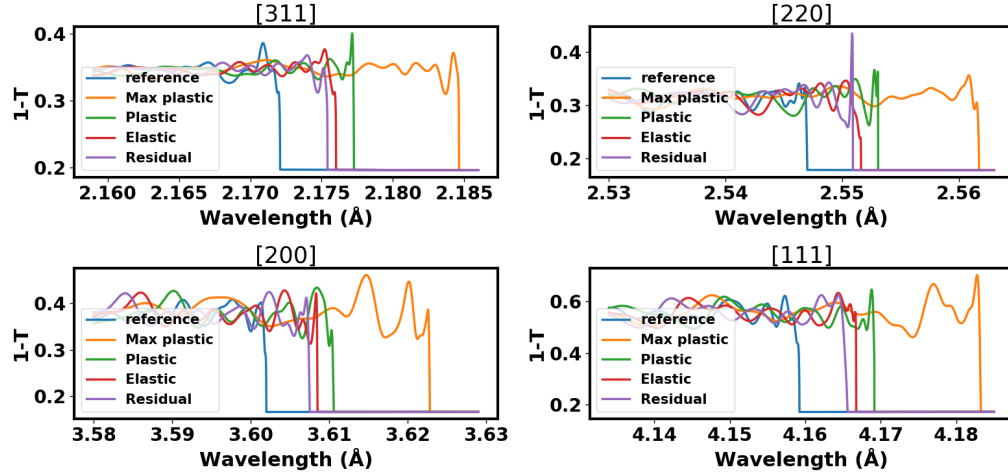 [311]
0.4
0.3
0.2
1-T
reference
Max plastic
Plastic
Elastic
Residual
2.160 2.165 2.170 2.175 2.180 2.185
Wavelength (Å)
[220]
0.4
0.3
0.2
1-T
reference
Max plastic
Plastic
Elastic
Residual
2.53 2.54 2.55 2.56
Wavelength (Å)
[200]
0.4
0.3
0.2
1-T
reference
Max plastic
Plastic
Elastic
Residual
3.58 3.59 3.60 3.61 3.62 3.63
Wavelength (Å)
[111]
0.6
0.4
0.2
1-T
reference
Max plastic
Plastic
Elastic
Residual
4.14 4.15 4.16 4.17 4.18
Wavelength (Å)